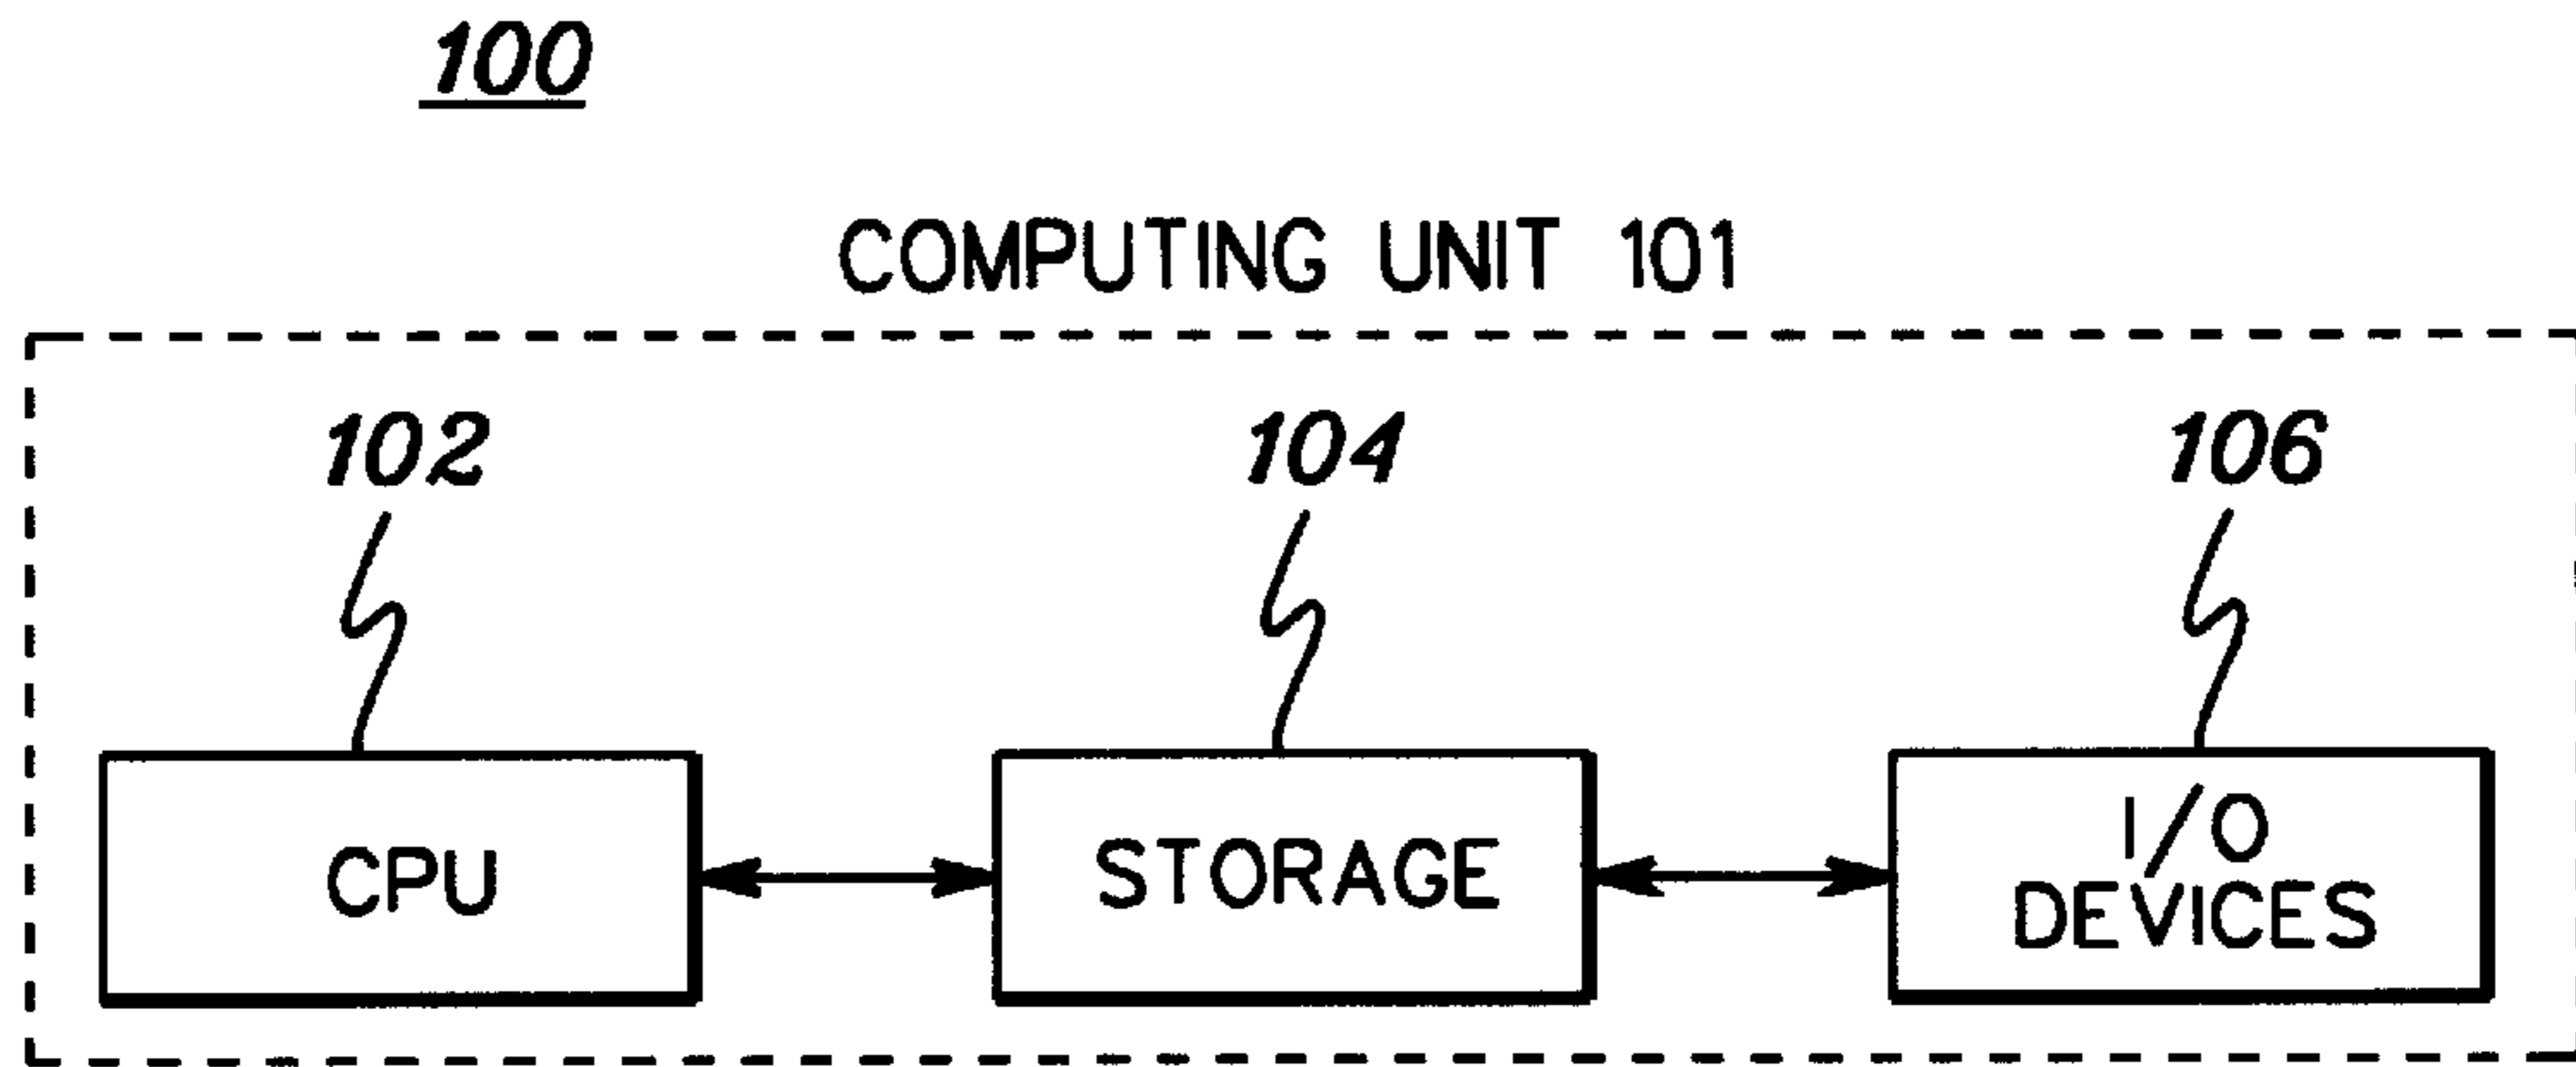 100
COMPUTING UNIT 101
102
104
106
CPU
STORAGE
I/O
DEVICES